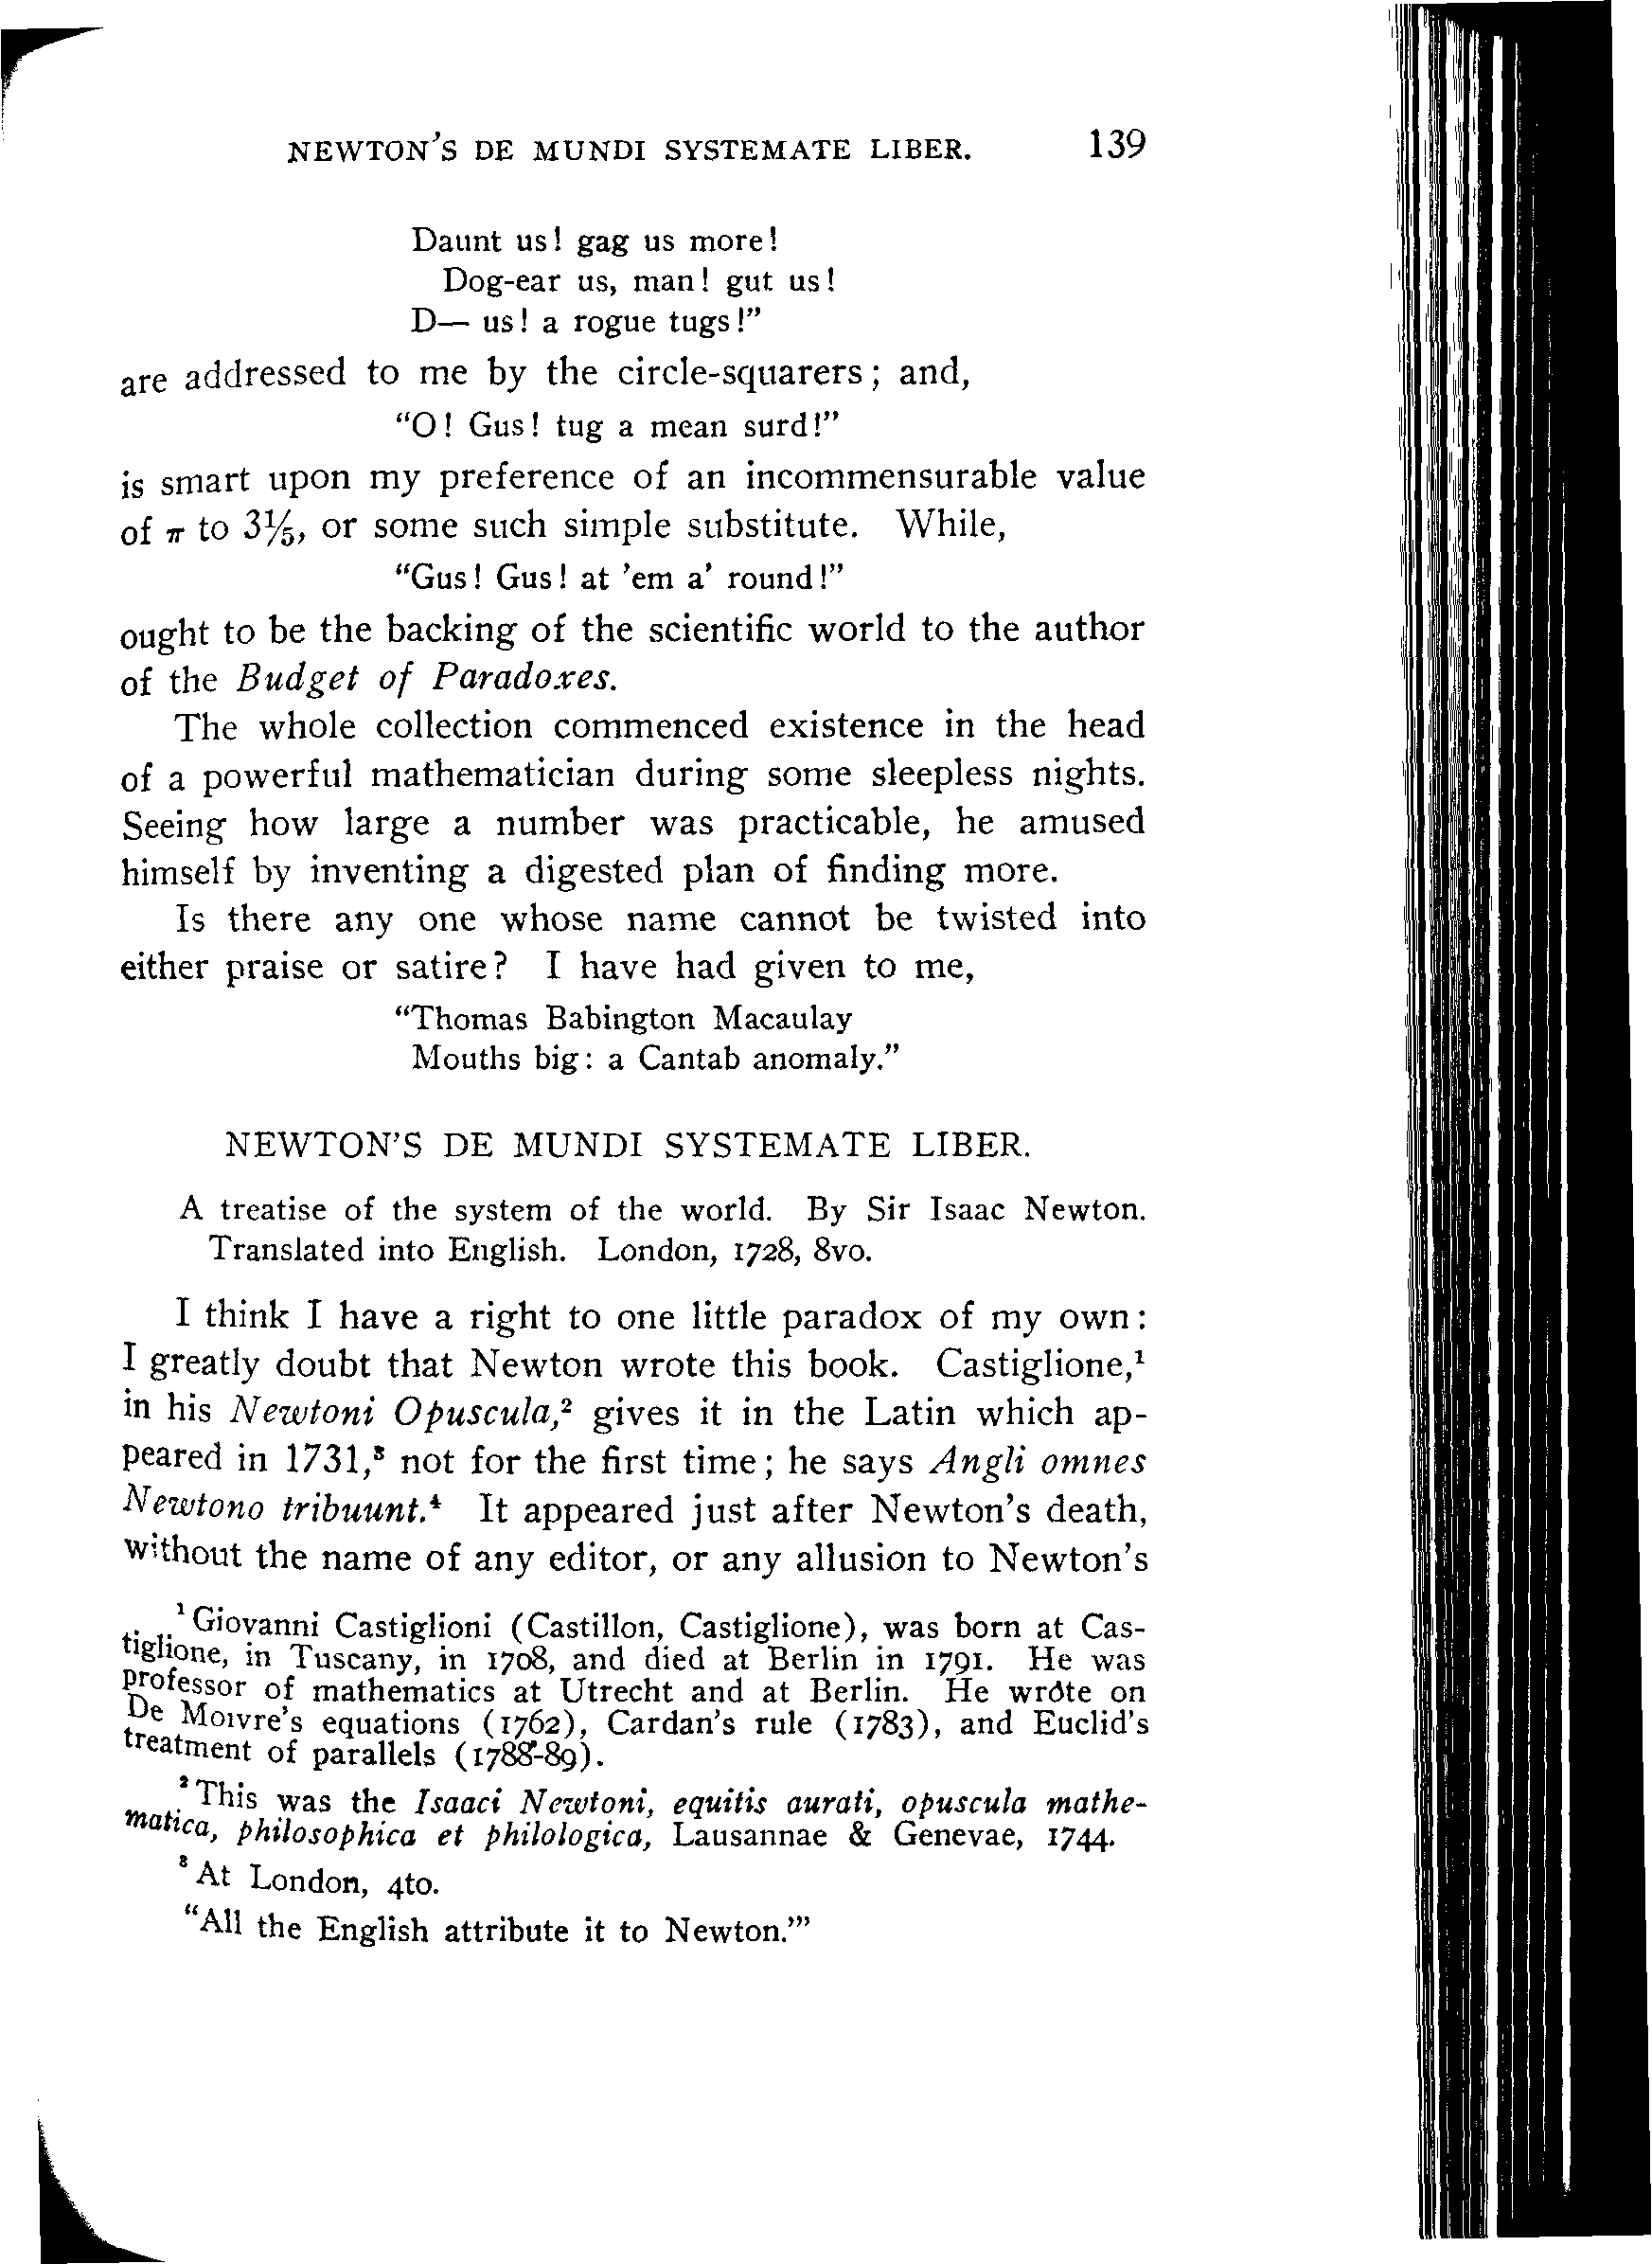 NEWTON'S DE MUNDI SYSTEMATE LIBER. 139
Daunt us! gag us more!
Dog-ear us, man! gut us!
D— us! a rogue tugs!”
are addressed to me by the circle-squarers; and,
“O! Gus! tug a mean surd!”
is smart upon my preference of an incommensurable value
of π to 3⅕, or some such simple substitute. While,
“Gus! Gus! at 'em a' round!”
ought to be the backing of the scientific world to the author
of the Budget of Paradoxes.
The whole collection commenced existence in the head
of a powerful mathematician during some sleepless nights.
Seeing how large a number was practicable, he amused
himself by inventing a digested plan of finding more.
Is there any one whose name cannot be twisted into
either praise or satire? I have had given to me,
“Thomas Babington Macaulay
Mouths big: a Cantab anomaly.”
NEWTON'S DE MUNDI SYSTEMATE LIBER.
A treatise of the system of the world. By Sir Isaac Newton.
Translated into English. London, 1728, 8vo.
I think I have a right to one little paradox of my own:
I greatly doubt that Newton wrote this book. Castiglione,¹
in his Newtoni Opuscula,² gives it in the Latin which ap-
peared in 1731,³ not for the first time; he says Angli omnes
Newtono tribuunt.⁴ It appeared just after Newton's death,
without the name of any editor, or any allusion to Newton's
¹ Giovanni Castiglioni (Castillon, Castiglione), was born at Cas-
tiglione, in Tuscany, in 1708, and died at Berlin in 1791. He was
professor of mathematics at Utrecht and at Berlin. He wrote on
De Moivre's equations (1762), Cardan's rule (1783), and Euclid's
treatment of parallels (1788-89).
² This was the Isaaci Newtoni, equitis aurati, opuscula mathe-
matica, philosophica et philologica, Lausannae & Genevae, 1744.
³ At London, 4to.
“All the English attribute it to Newton.'”